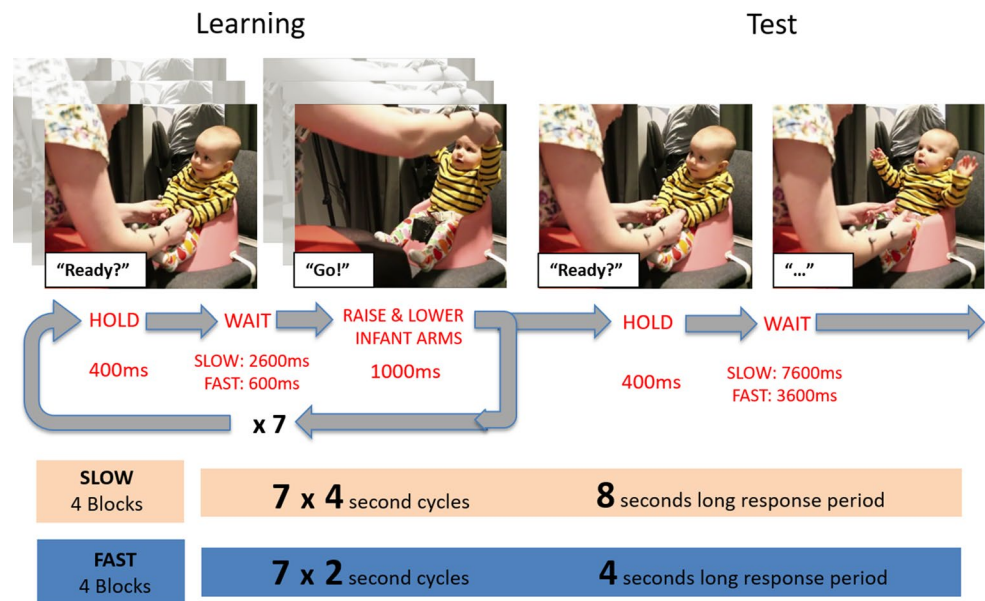 Learning
Test
“Ready?”
“Go!”
“Ready?”
“...”
HOLD
WAIT
RAISE & LOWER
INFANT ARMS
HOLD
WAIT
400ms
SLOW: 2600ms
FAST: 600ms
1000ms
400ms
SLOW: 7600ms
FAST: 3600ms
x 7
SLOW
4 Blocks
7 x 4 second cycles
8 seconds long response period
FAST
4 Blocks
7 x 2 second cycles
4 seconds long response period